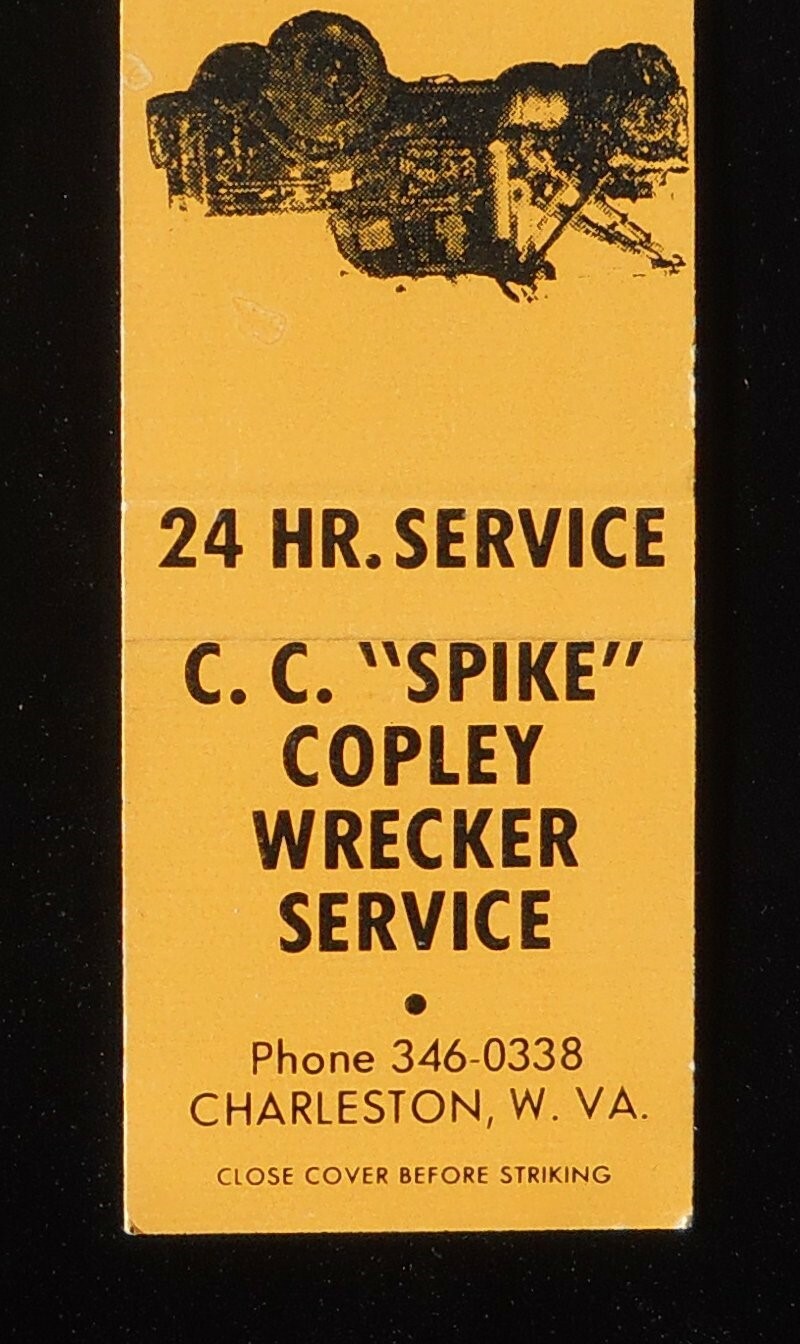 24 HR. SERVICE
C. C. "SPIKE"
COPLEY
WRECKER
SERVICE
•
Phone 346-0338
CHARLESTON, W. VA.
CLOSE COVER BEFORE STRIKING